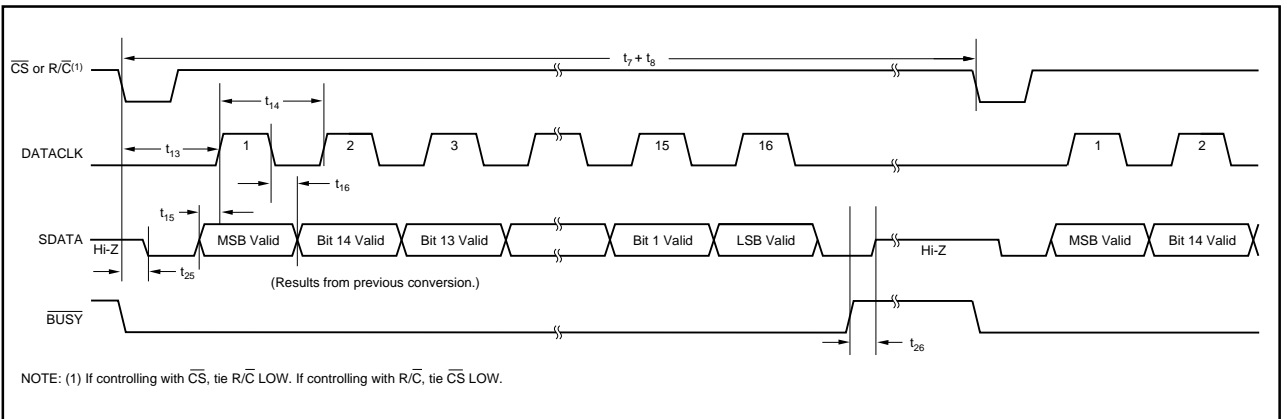 t7 + t8
CS or R/C(1)
t14
DATACLK t13 1 2 3 15 16 1 2
t16
t15
SDATA MSB Valid Bit 14 Valid Bit 13 Valid Bit 1 Valid LSB Valid MSB Valid Bit 14 Valid
Hi-Z Hi-Z
t25
(Results from previous conversion.)
BUSY
t26
NOTE: (1) If controlling with CS, tie R/C LOW. If controlling with R/C, tie CS LOW.